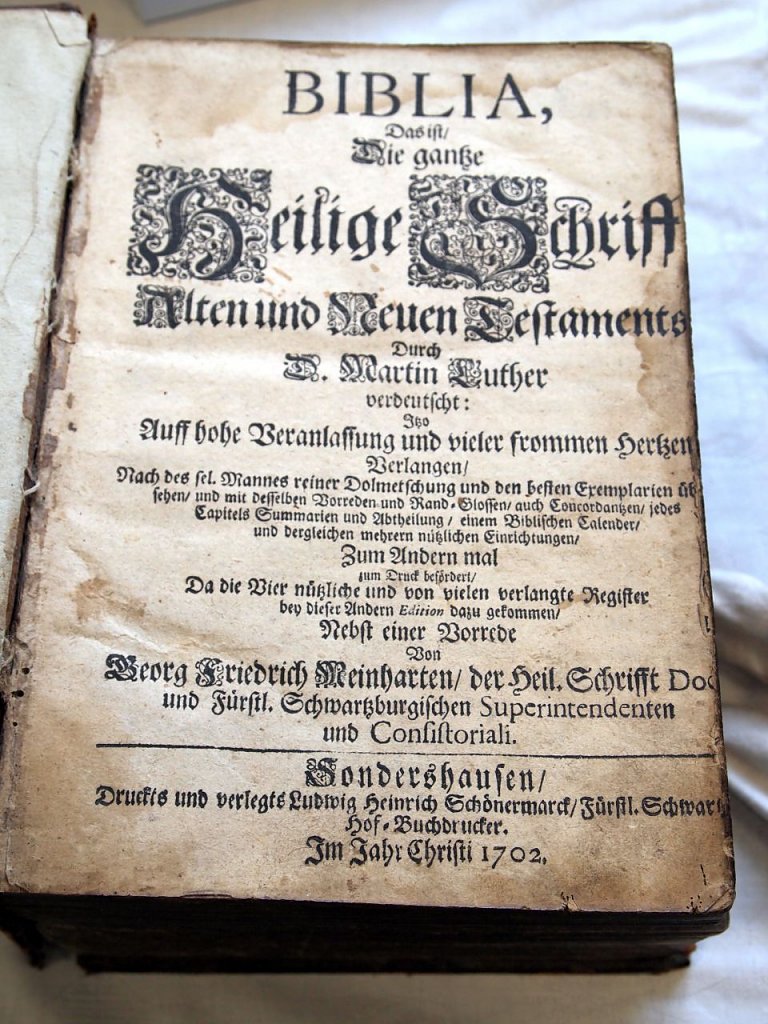 BIBLIA,
Das ist/
Die gantze
Heilige Schrifft
Alten und Neuen Testaments
Durch
D. Martin Luther
verdeutscht:
Itzo
Auff hohe Veranlassung und vieler frommen Hertzen
Verlangen/
Nach des sel. Mannes reiner Dolmetschung und den besten Exemplarien üb
sehen/ und mit desselben Vorreden und Rand-Glossen/ auch Concordantzen/ jedes
Capitels Summarien und Abtheilung/ einem Biblischen Calender/
und dergleichen mehrern nützlichen Einrichtungen/
Zum Andern mal
zum Druck befördert/
Da die Vier nützliche und von vielen verlangte Register
bey dieser Andern Edition dazu gekommen/
Nebst einer Vorrede
Von
Georg Friedrich Meinharten/ der Heil. Schrifft Doc
und Fürstl. Schwartzburgischen Superintendenten
und Consistoriali.
Sondershausen/
Druckts und verlegts Ludwig Heinrich Schönermarck/ Fürstl. Schwartz
Hof-Buchdrucker.
Im Jahr Christi 1702.